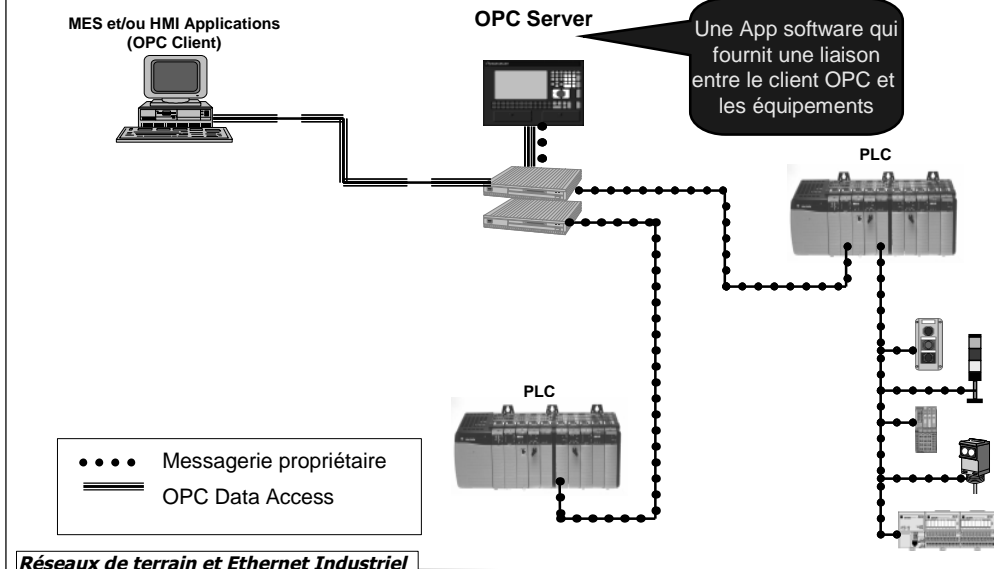 MES et/ou HMI Applications
(OPC Client)
OPC Server
Une App software qui
fournit une liaison
entre le client OPC et
les équipements
PLC
PLC
Messagerie propriétaire
OPC Data Access
Réseaux de terrain et Ethernet Industriel